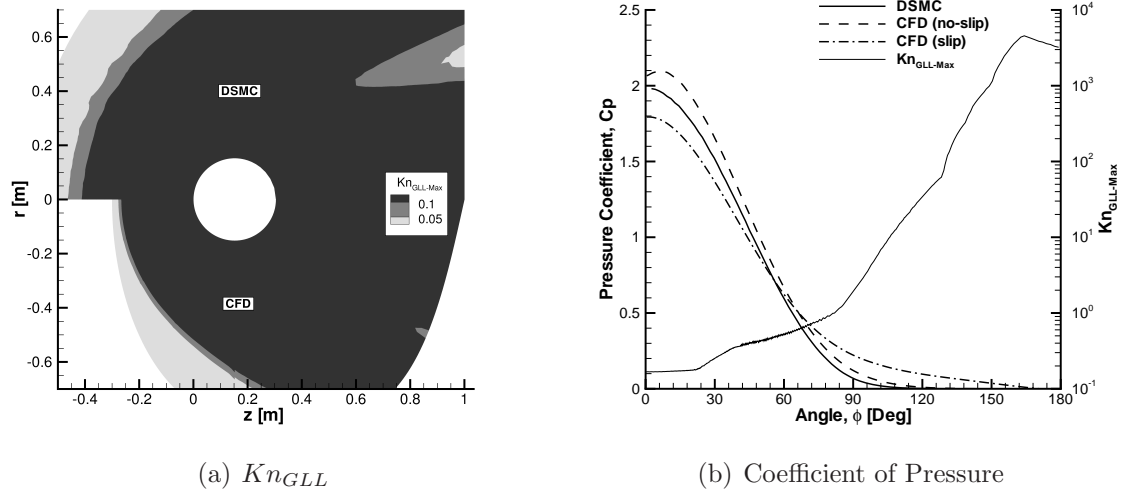 0.6
0.4
0.2
0
-0.2
-0.4
-0.6
r [m]
DSMC
Kn_GLL-Max
0.1
0.05
CFD
-0.4 -0.2 0 0.2 0.4 0.6 0.8 1
z [m]
(a) Kn_GLL
DSMC
CFD (no-slip)
CFD (slip)
Kn_GLL-Max
2.5
2
1.5
1
0.5
0
Pressure Coefficient, Cp
10^4
10^3
10^2
10^1
10^0
10^-1
Kn_GLL-Max
0 30 60 90 120 150 180
Angle, ϕ [Deg]
(b) Coefficient of Pressure